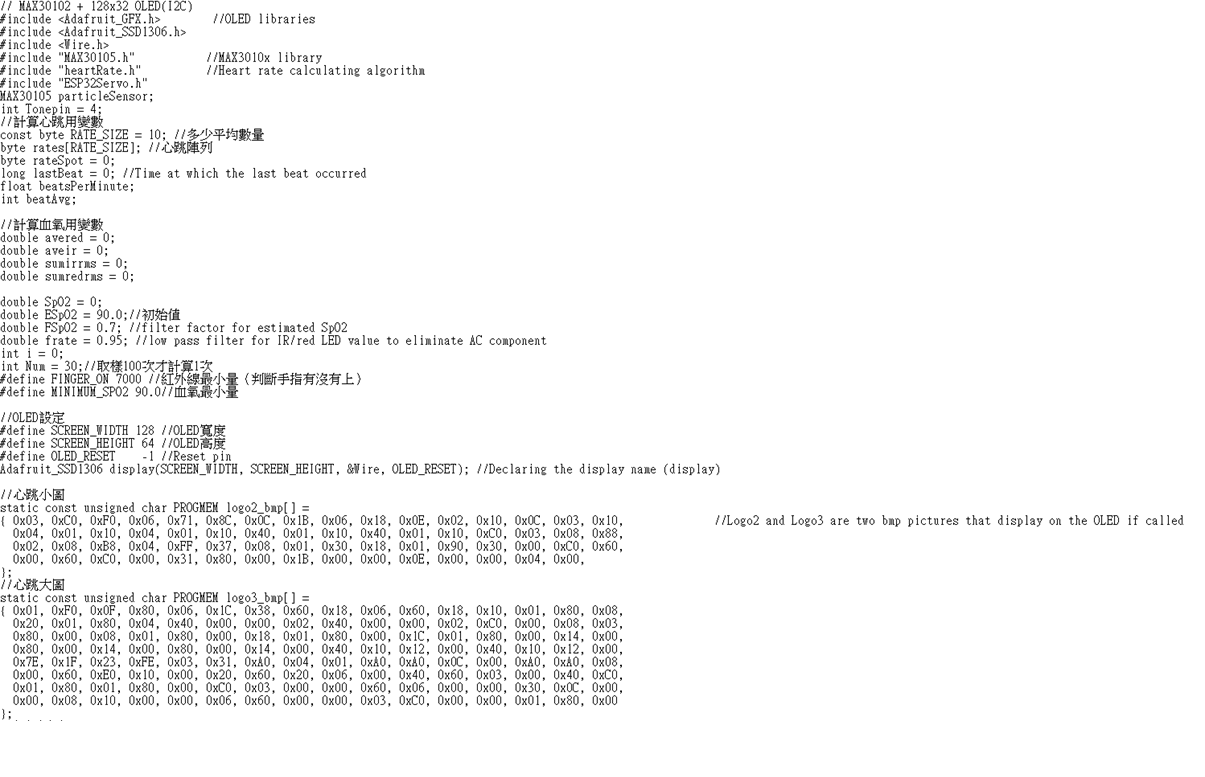 // MAX30102 + 128x32 OLED(I2C)
#include <Adafruit_GFX.h>        //OLED libraries
#include <Adafruit_SSD1306.h>
#include <Wire.h>
#include "MAX30105.h"           //MAX3010x library
#include "heartRate.h"          //Heart rate calculating algorithm
#include "ESP32Servo.h"
MAX30105 particleSensor;
int Tonepin = 4;
//計算心跳用變數
const byte RATE_SIZE = 10; //多少平均數量
byte rates[RATE_SIZE]; //心跳陣列
byte rateSpot = 0;
long lastBeat = 0; //Time at which the last beat occurred
float beatsPerMinute;
int beatAvg;

//計算血氧用變數
double avered = 0;
double aveir = 0;
double sumirrms = 0;
double sumredrms = 0;

double SpO2 = 0;
double ESpO2 = 90.0;//初始值
double FSpO2 = 0.7; //filter factor for estimated SpO2
double frate = 0.95; //low pass filter for IR/red LED value to eliminate AC component
int i = 0;
int Num = 30;//取樣100次才計算1次
#define FINGER_ON 7000 //紅外線最小量（判斷手指有沒有上）
#define MINIMUM_SPO2 90.0//血氧最小量

//OLED設定
#define SCREEN_WIDTH 128 //OLED寬度
#define SCREEN_HEIGHT 64 //OLED高度
#define OLED_RESET    -1 //Reset pin
Adafruit_SSD1306 display(SCREEN_WIDTH, SCREEN_HEIGHT, &Wire, OLED_RESET); //Declaring the display name (display)

//心跳小圖
static const unsigned char PROGMEM logo2_bmp[] =
{ 0x03, 0xC0, 0xF0, 0x06, 0x71, 0x8C, 0x0C, 0x1B, 0x06, 0x18, 0x0E, 0x02, 0x10, 0x0C, 0x03, 0x10,              //Logo2 and Logo3 are two bmp pictures that display on the OLED if called
  0x04, 0x01, 0x10, 0x04, 0x01, 0x10, 0x40, 0x01, 0x10, 0x40, 0x01, 0x10, 0xC0, 0x03, 0x08, 0x88,
  0x02, 0x08, 0xB8, 0x04, 0xFF, 0x37, 0x08, 0x01, 0x30, 0x18, 0x01, 0x90, 0x30, 0x00, 0xC0, 0x60,
  0x00, 0x60, 0xC0, 0x00, 0x31, 0x80, 0x00, 0x1B, 0x00, 0x00, 0x0E, 0x00, 0x00, 0x04, 0x00,
};
//心跳大圖
static const unsigned char PROGMEM logo3_bmp[] =
{ 0x01, 0xF0, 0x0F, 0x80, 0x06, 0x1C, 0x38, 0x60, 0x18, 0x06, 0x60, 0x18, 0x10, 0x01, 0x80, 0x08,
  0x20, 0x01, 0x80, 0x04, 0x40, 0x00, 0x00, 0x02, 0x40, 0x00, 0x00, 0x02, 0xC0, 0x00, 0x08, 0x03,
  0x80, 0x00, 0x08, 0x01, 0x80, 0x00, 0x18, 0x01, 0x80, 0x00, 0x1C, 0x01, 0x80, 0x00, 0x14, 0x00,
  0x80, 0x00, 0x14, 0x00, 0x80, 0x00, 0x14, 0x00, 0x40, 0x10, 0x12, 0x00, 0x40, 0x10, 0x12, 0x00,
  0x7E, 0x1F, 0x23, 0xFE, 0x03, 0x31, 0xA0, 0x04, 0x01, 0xA0, 0xA0, 0x0C, 0x00, 0xA0, 0xA0, 0x08,
  0x00, 0x60, 0xE0, 0x10, 0x00, 0x20, 0x60, 0x20, 0x06, 0x00, 0x40, 0x60, 0x03, 0x00, 0x40, 0xC0,
  0x01, 0x80, 0x01, 0x80, 0x00, 0xC0, 0x03, 0x00, 0x00, 0x60, 0x06, 0x00, 0x00, 0x30, 0x0C, 0x00,
  0x00, 0x08, 0x10, 0x00, 0x00, 0x06, 0x60, 0x00, 0x00, 0x03, 0xC0, 0x00, 0x00, 0x01, 0x80, 0x00
};